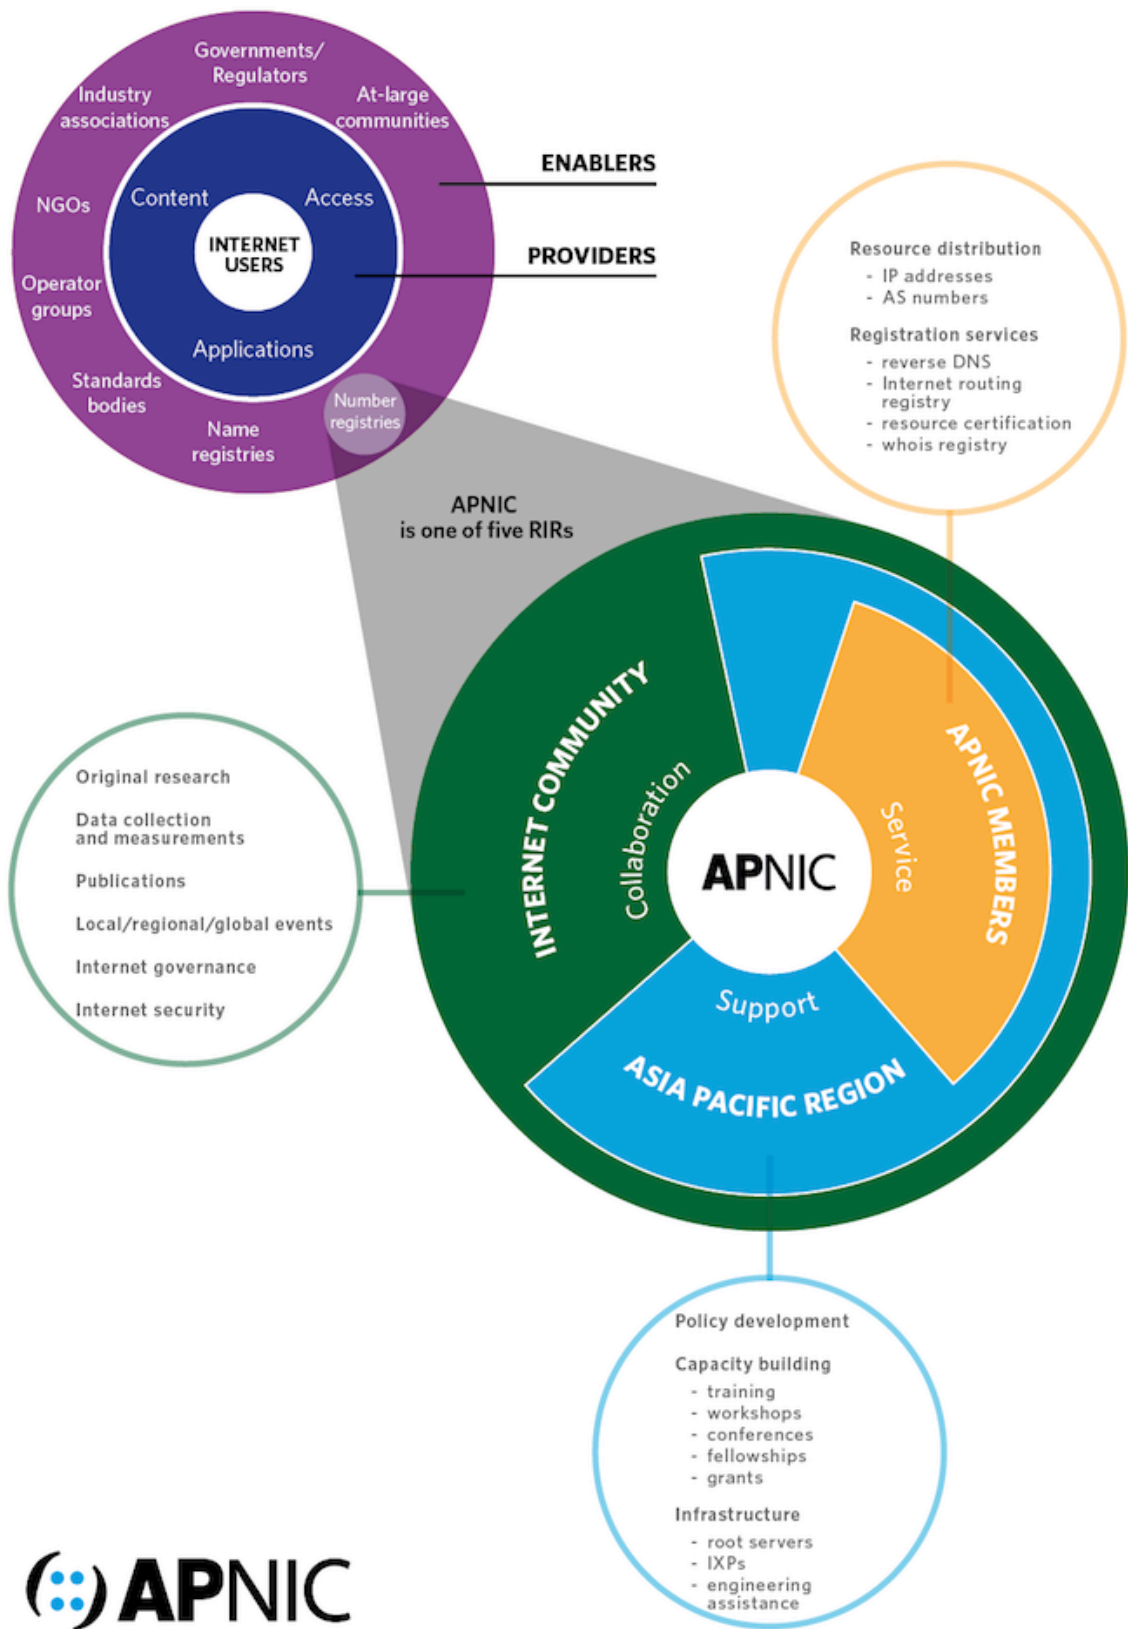 Governments/
Regulators
Industry
associations
At-large
communities
NGOs
Content
Access
INTERNET
USERS
Operator
groups
Applications
Standards
bodies
Name
registries
Number
registries
ENABLERS
PROVIDERS
APNIC
is one of five RIRs
Resource distribution
- IP addresses
- AS numbers
Registration services
- reverse DNS
- Internet routing
registry
- resource certification
- whois registry
INTERNET COMMUNITY
Collaboration
APNIC
Service
APNIC MEMBERS
Support
ASIA PACIFIC REGION
Original research
Data collection
and measurements
Publications
Local/regional/global events
Internet governance
Internet security
Policy development
Capacity building
- training
- workshops
- conferences
- fellowships
- grants
Infrastructure
- root servers
- IXPs
- engineering
assistance
APNIC